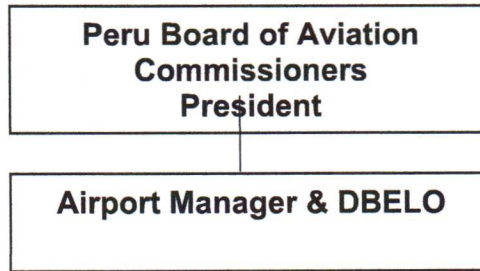 Peru Board of Aviation
Commissioners
President
Airport Manager & DBELO